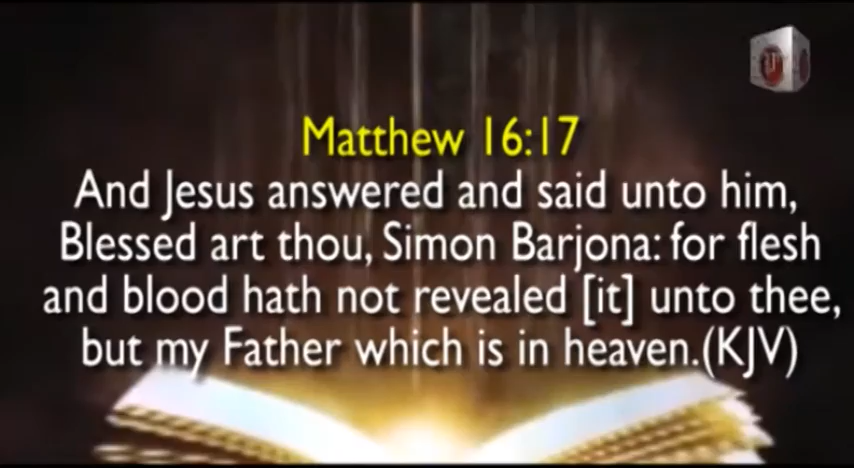 Matthew 16:17
And Jesus answered and said unto him,
Blessed art thou, Simon Barjona: for flesh
and blood hath not revealed [it] unto thee,
but my Father which is in heaven.(KJV)